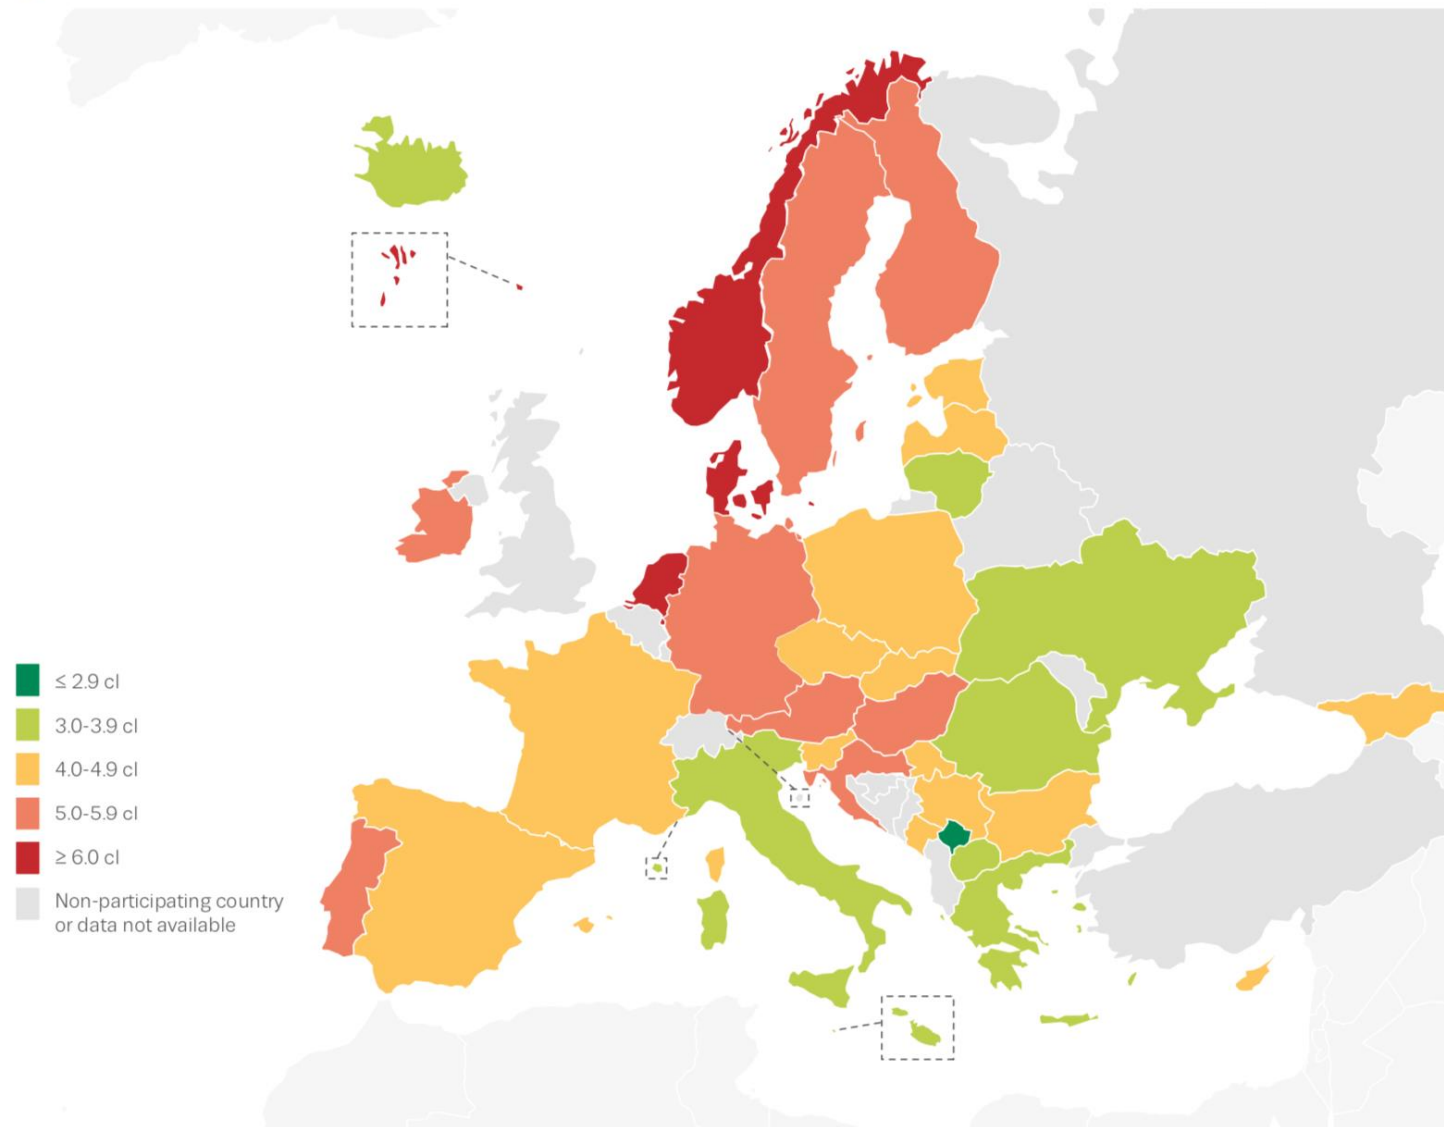 ≤ 2.9 cl
3.0-3.9 cl
4.0-4.9 cl
5.0-5.9 cl
≥ 6.0 cl
Non-participating country
or data not available